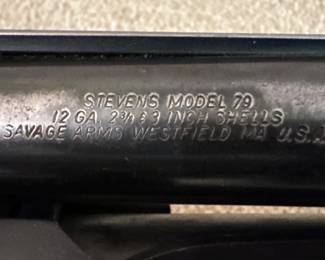 STEVENS MODEL 79
12 GA. 2¾ & 3 INCH SHELLS
SAVAGE ARMS WESTFIELD MA U.S.A